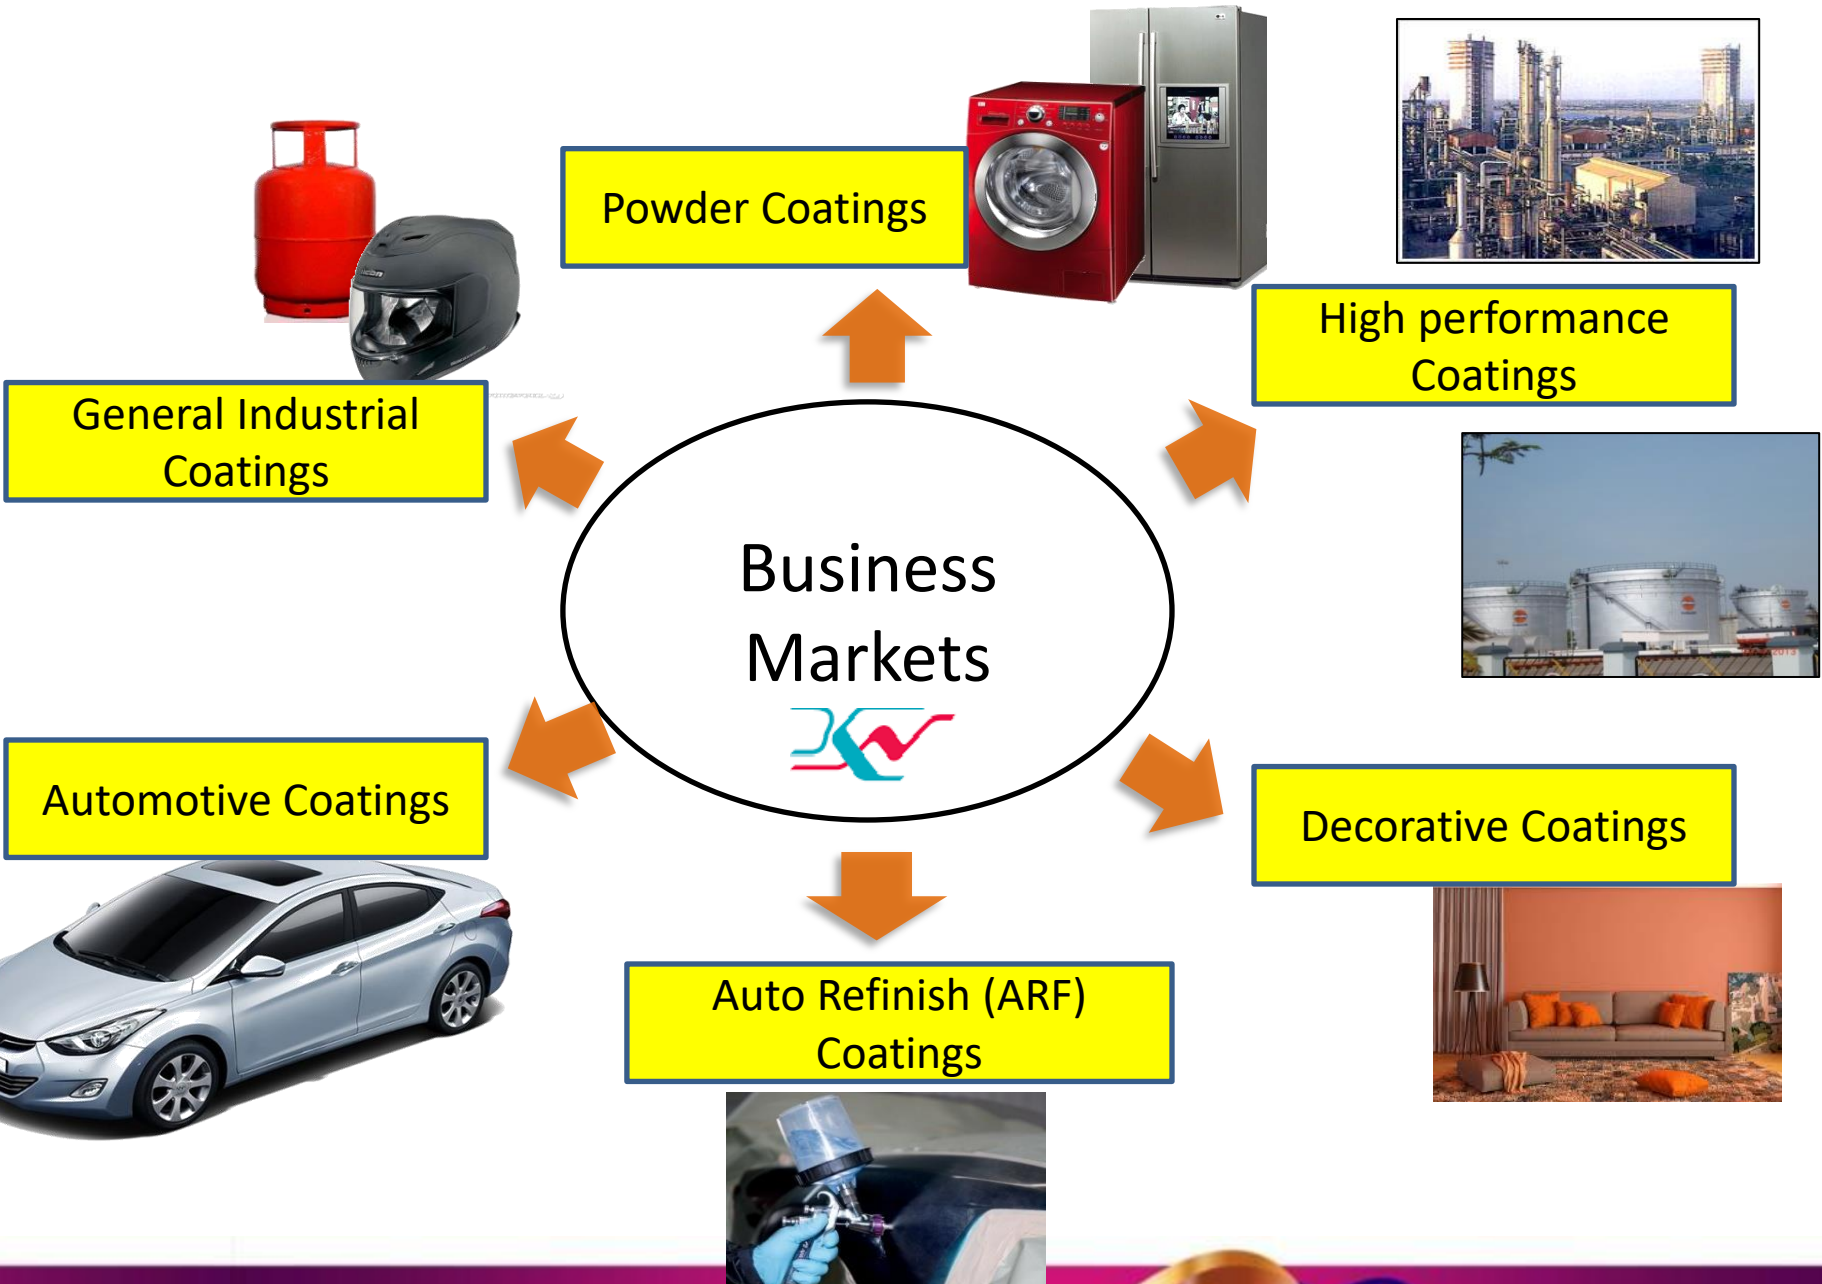 Powder Coatings
High performance
Coatings
General Industrial
Coatings
Business
Markets
Automotive Coatings
Decorative Coatings
Auto Refinish (ARF)
Coatings